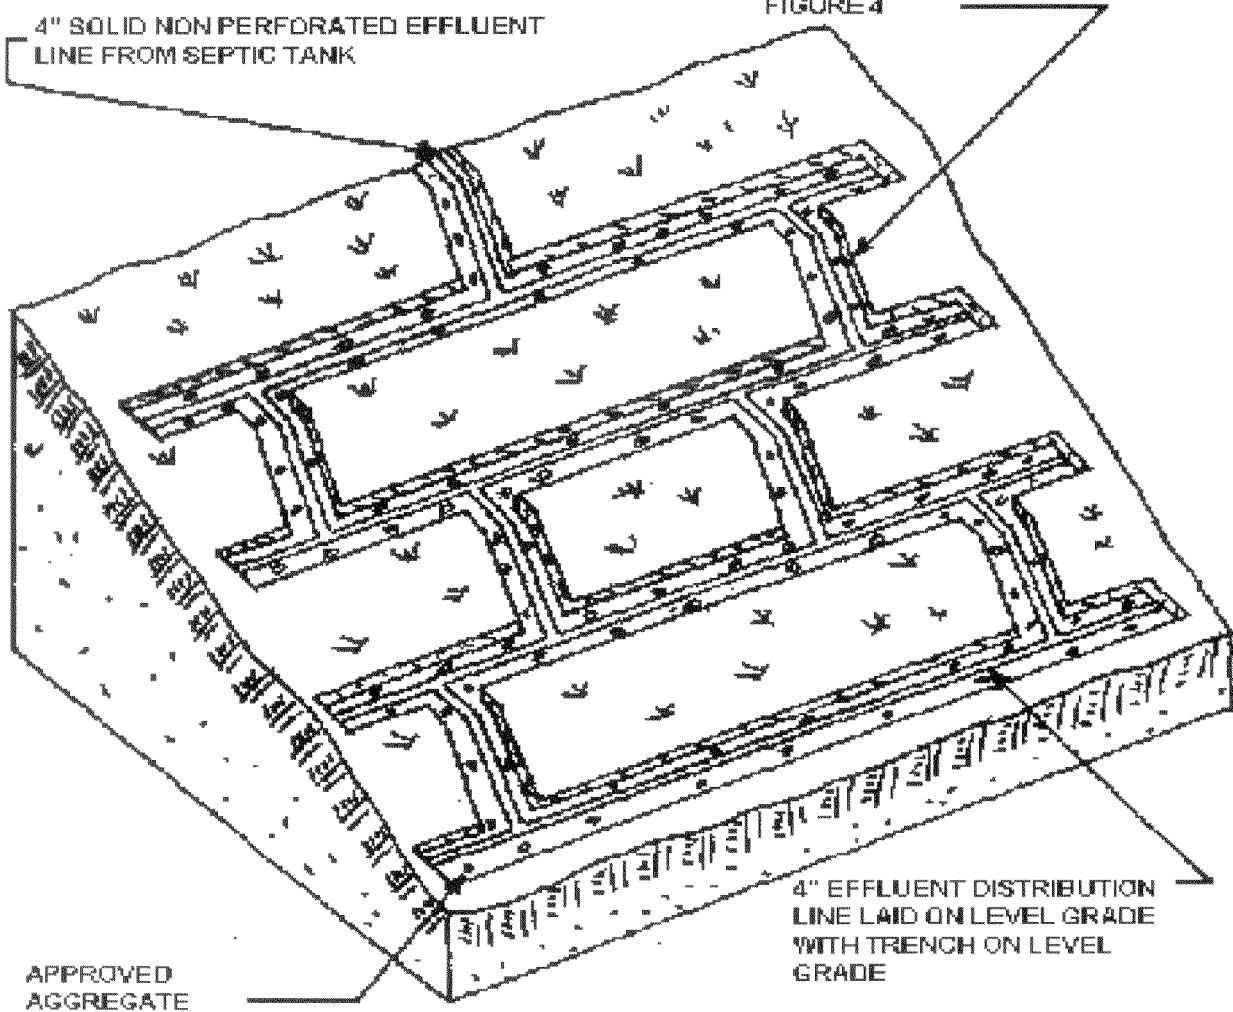 FIGURE 4
4" SOLID NON PERFORATED EFFLUENT
LINE FROM SEPTIC TANK
4" EFFLUENT DISTRIBUTION
LINE LAID ON LEVEL GRADE
WITH TRENCH ON LEVEL
GRADE
APPROVED
AGGREGATE